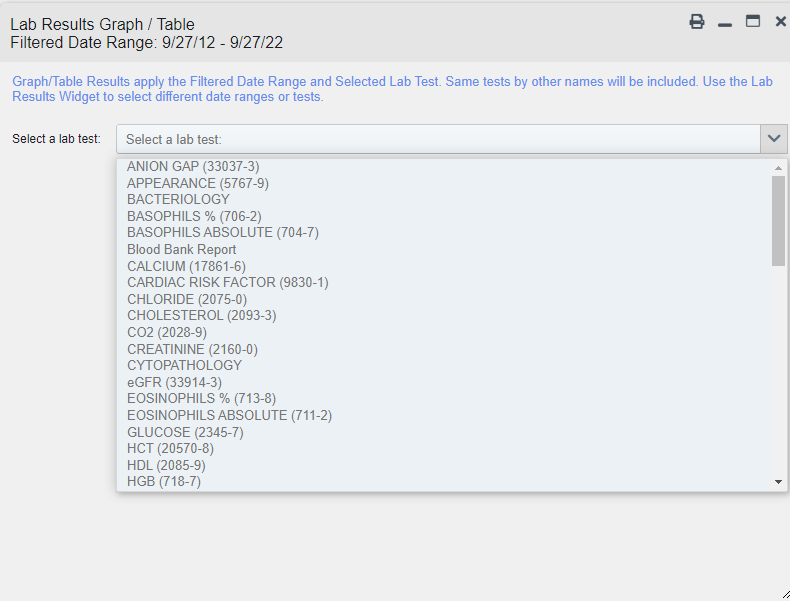 Lab Results Graph / Table
Filtered Date Range: 9/27/12 - 9/27/22
Graph/Table Results apply the Filtered Date Range and Selected Lab Test. Same tests by other names will be included. Use the Lab
Results Widget to select different date ranges or tests.
Select a lab test: Select a lab test:
ANION GAP (33037-3)
APPEARANCE (5767-9)
BACTERIOLOGY
BASOPHILS % (706-2)
BASOPHILS ABSOLUTE (704-7)
Blood Bank Report
CALCIUM (17861-6)
CARDIAC RISK FACTOR (9830-1)
CHLORIDE (2075-0)
CHOLESTEROL (2093-3)
CO2 (2028-9)
CREATININE (2160-0)
CYTOPATHOLOGY
eGFR (33914-3)
EOSINOPHILS % (713-8)
EOSINOPHILS ABSOLUTE (711-2)
GLUCOSE (2345-7)
HCT (20570-8)
HDL (2085-9)
HGB (718-7)